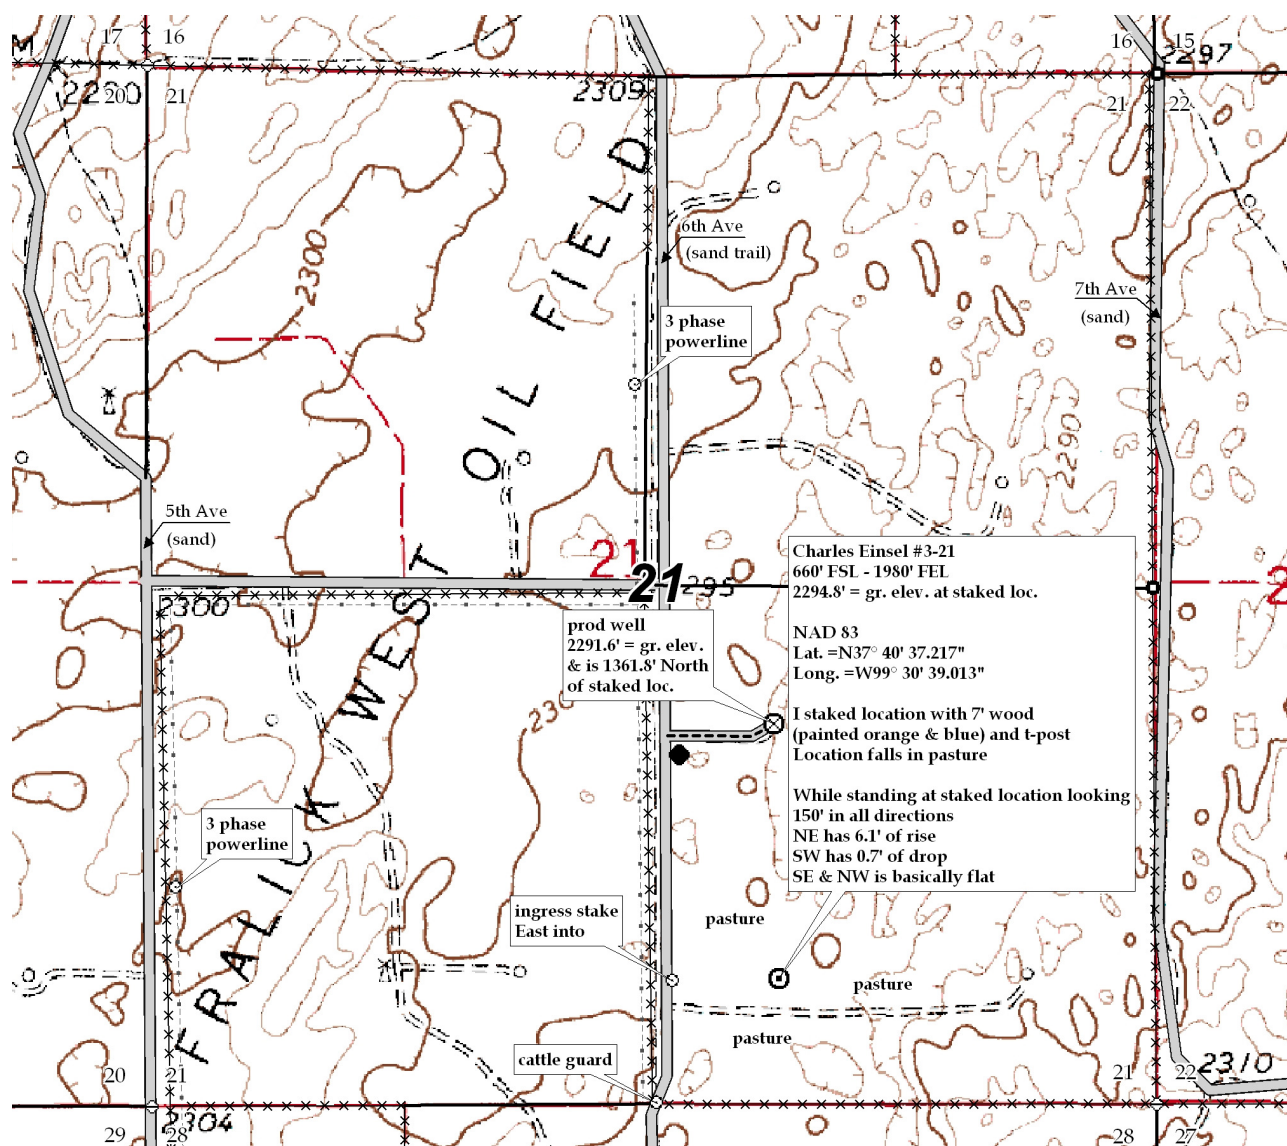 M
17 16
16 15
2297
2200
20 21
2309
21 22
OIL FIELD
6th Ave
(sand trail)
2300
7th Ave
(sand)
3 phase
powerline
2290
5th Ave
(sand)
21
21
2300
Charles Einsel #3-21
660' FSL - 1980' FEL
2294.8' = gr. elev. at staked loc.
NAD 83
Lat. =N37° 40' 37.217"
Long. =W99° 30' 39.013"
I staked location with 7' wood
(painted orange & blue) and t-post
Location falls in pasture
While standing at staked location looking
150' in all directions
NE has 6.1' of rise
SW has 0.7' of drop
SE & NW is basically flat
prod well
2291.6' = gr. elev.
& is 1361.8' North
of staked loc.
FRALICK WEST
3 phase
powerline
ingress stake
East into
pasture
pasture
pasture
cattle guard
20 21
21 22
2310
2304
29 28
28 27